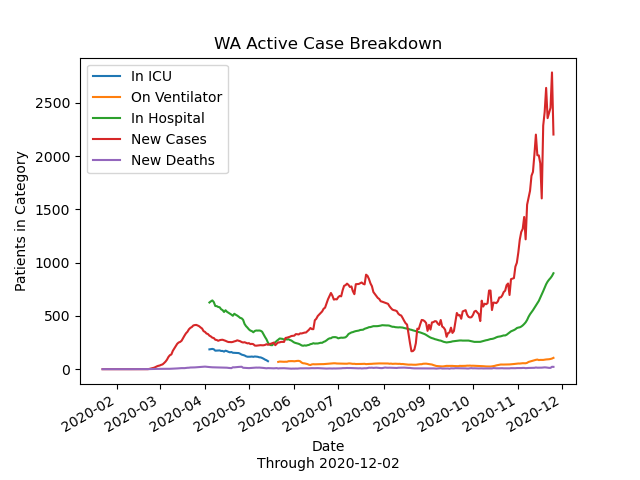 WA Active Case Breakdown
In ICU
On Ventilator
In Hospital
New Cases
New Deaths
Patients in Category
2500
2000
1500
1000
500
0
2020-02
2020-03
2020-04
2020-05
2020-06
2020-07
2020-08
2020-09
2020-10
2020-11
2020-12
Date
Through 2020-12-02